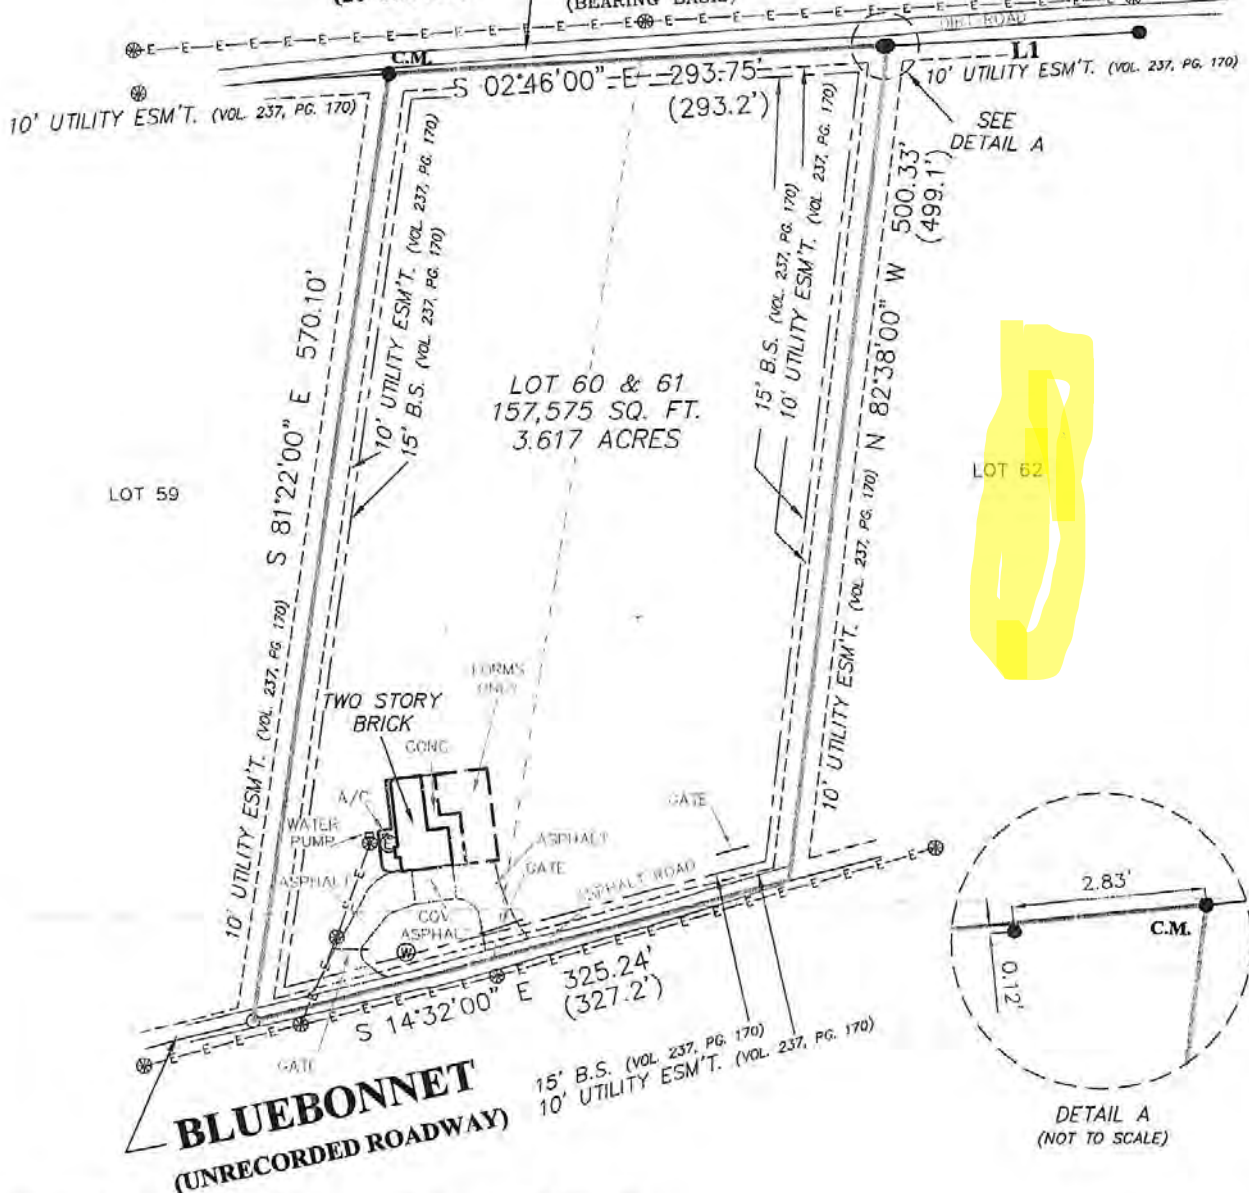 (BEARING BASIS)
DIRT ROAD
C.M.
L1
S 02°46'00" E 293.75'
(293.2')
10' UTILITY ESM'T. (VOL. 237, PG. 170)
10' UTILITY ESM'T. (VOL. 237, PG. 170)
SEE
DETAIL A
10' UTILITY ESM'T. (VOL. 237, PG. 170)
15' B.S. (VOL. 237, PG. 170)
15' B.S. (VOL. 237, PG. 170)
10' UTILITY ESM'T. (VOL. 237, PG. 170)
N 82°38'00" W 500.33'
(499.1')
S 81°22'00" E 570.10'
LOT 60 & 61
157,575 SQ. FT.
3.617 ACRES
LOT 59
LOT 62
10' UTILITY ESM'T. (VOL. 237, PG. 170)
10' UTILITY ESM'T. (VOL. 237, PG. 170)
FORMS
ONLY
TWO STORY
BRICK
CONC
A/C
WATER
PUMP
E
ASPHALT
GATE
ASPHALT
GATE
ASPHALT ROAD
COV
ASPHALT
W
S 14°32'00" E 325.24'
(327.2')
GATE
15' B.S. (VOL. 237, PG. 170)
10' UTILITY ESM'T. (VOL. 237, PG. 170)
BLUEBONNET
(UNRECORDED ROADWAY)
2.83'
C.M.
0.12'
DETAIL A
(NOT TO SCALE)